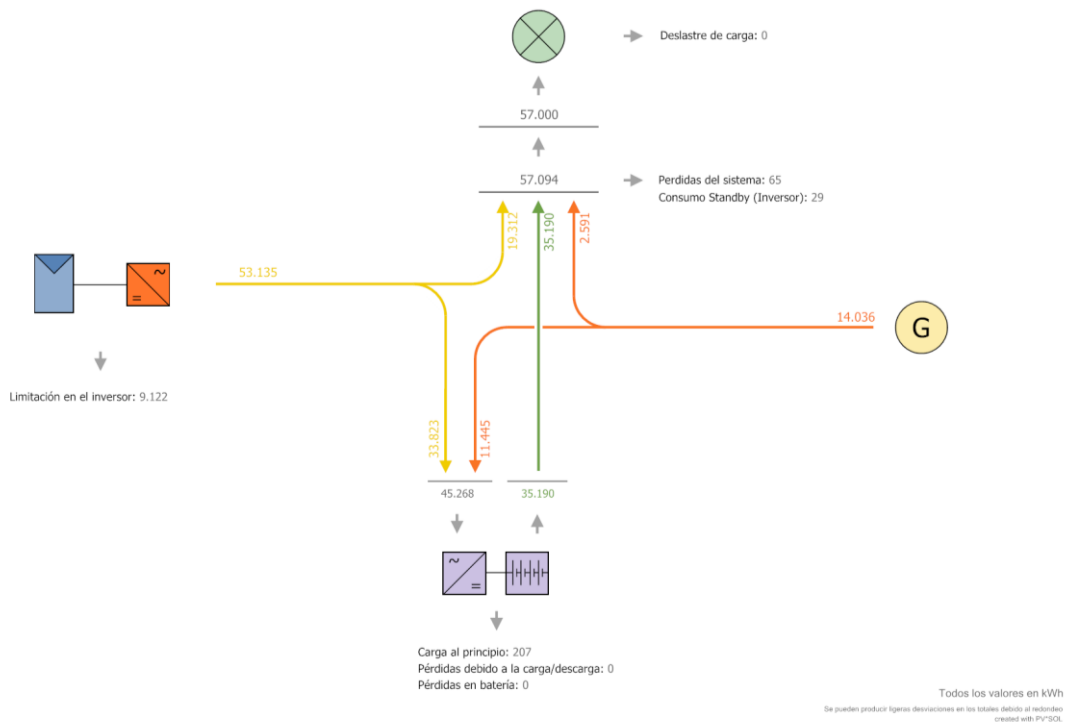 Deslastre de carga: 0
57.000
57.094
Perdidas del sistema: 65
Consumo Standby (Inversor): 29
19.312
35.190
2.591
53.135
14.036
G
~
=
Limitación en el inversor: 9.122
33.823
11.445
45.268
35.190
~
=
Carga al principio: 207
Pérdidas debido a la carga/descarga: 0
Pérdidas en batería: 0
Todos los valores en kWh
Se pueden producir ligeras desviaciones en los totales debido al redondeo
created with PV*SOL